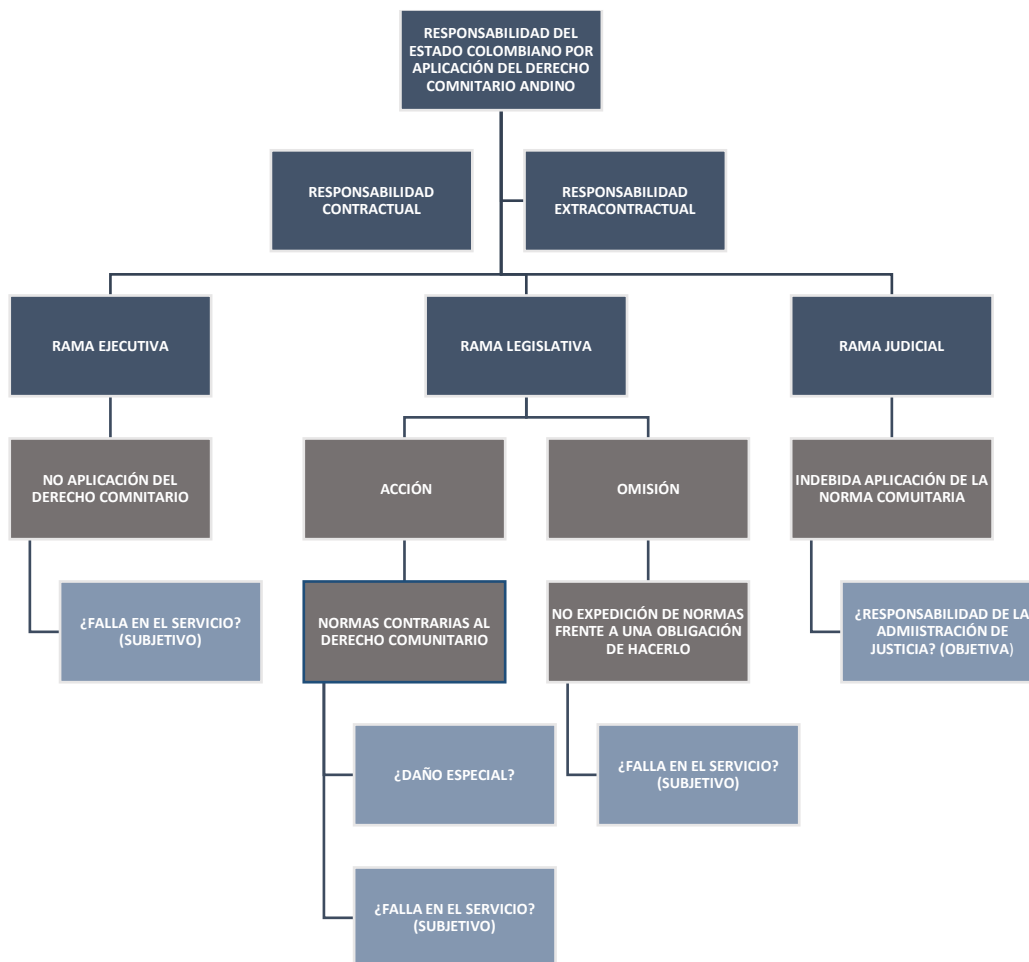 RESPONSABILIDAD DEL
ESTADO COLOMBIANO POR
APLICACIÓN DEL DERECHO
COMNITARIO ANDINO
RESPONSABILIDAD
CONTRACTUAL
RESPONSABILIDAD
EXTRACONTRACTUAL
RAMA EJECUTIVA
RAMA LEGISLATIVA
RAMA JUDICIAL
NO APLICACIÓN DEL
DERECHO COMNITARIO
ACCIÓN
OMISIÓN
INDEBIDA APLICACIÓN DE LA
NORMA COMUITARIA
¿FALLA EN EL SERVICIO?
(SUBJETIVO)
NORMAS CONTRARIAS AL
DERECHO COMUNITARIO
NO EXPEDICIÓN DE NORMAS
FRENTE A UNA OBLIGACIÓN
DE HACERLO
¿RESPONSABILIDAD DE LA
ADMIISTRACIÓN DE
JUSTICIA? (OBJETIVA)
¿DAÑO ESPECIAL?
¿FALLA EN EL SERVICIO?
(SUBJETIVO)
¿FALLA EN EL SERVICIO?
(SUBJETIVO)